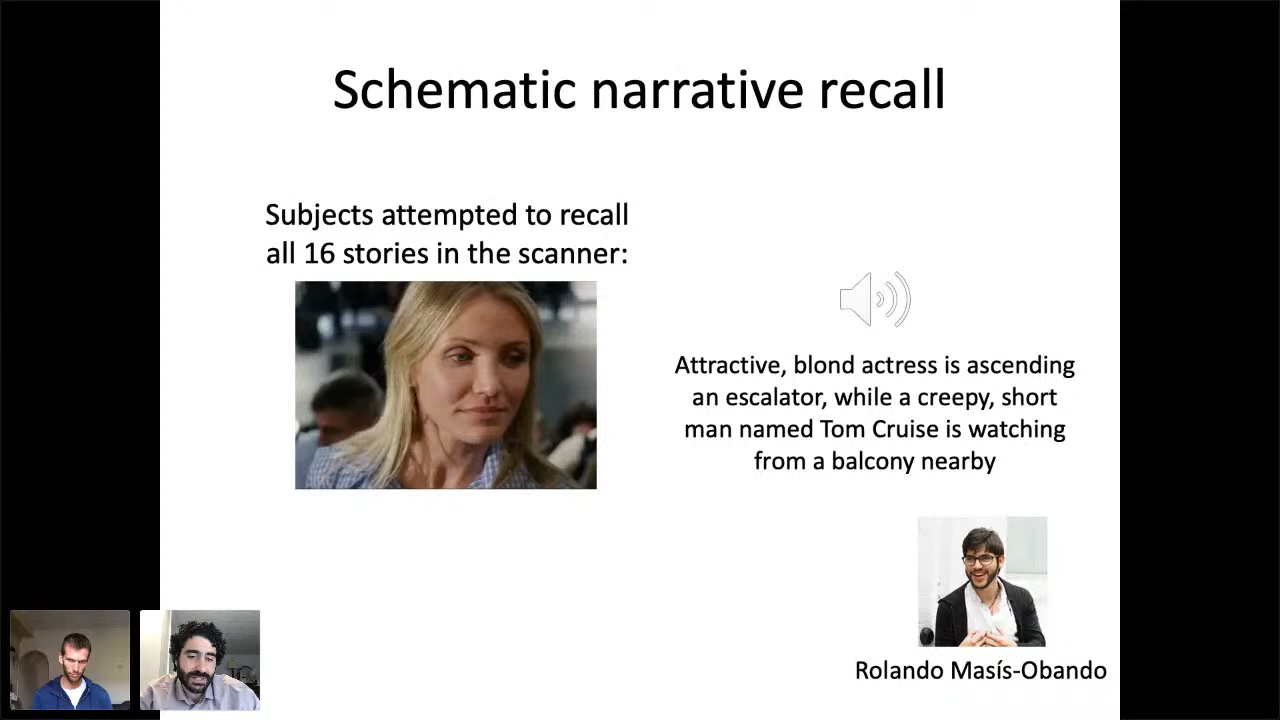 Schematic narrative recall
Subjects attempted to recall
all 16 stories in the scanner:
Attractive, blond actress is ascending
an escalator, while a creepy, short
man named Tom Cruise is watching
from a balcony nearby
Rolando Masís-Obando